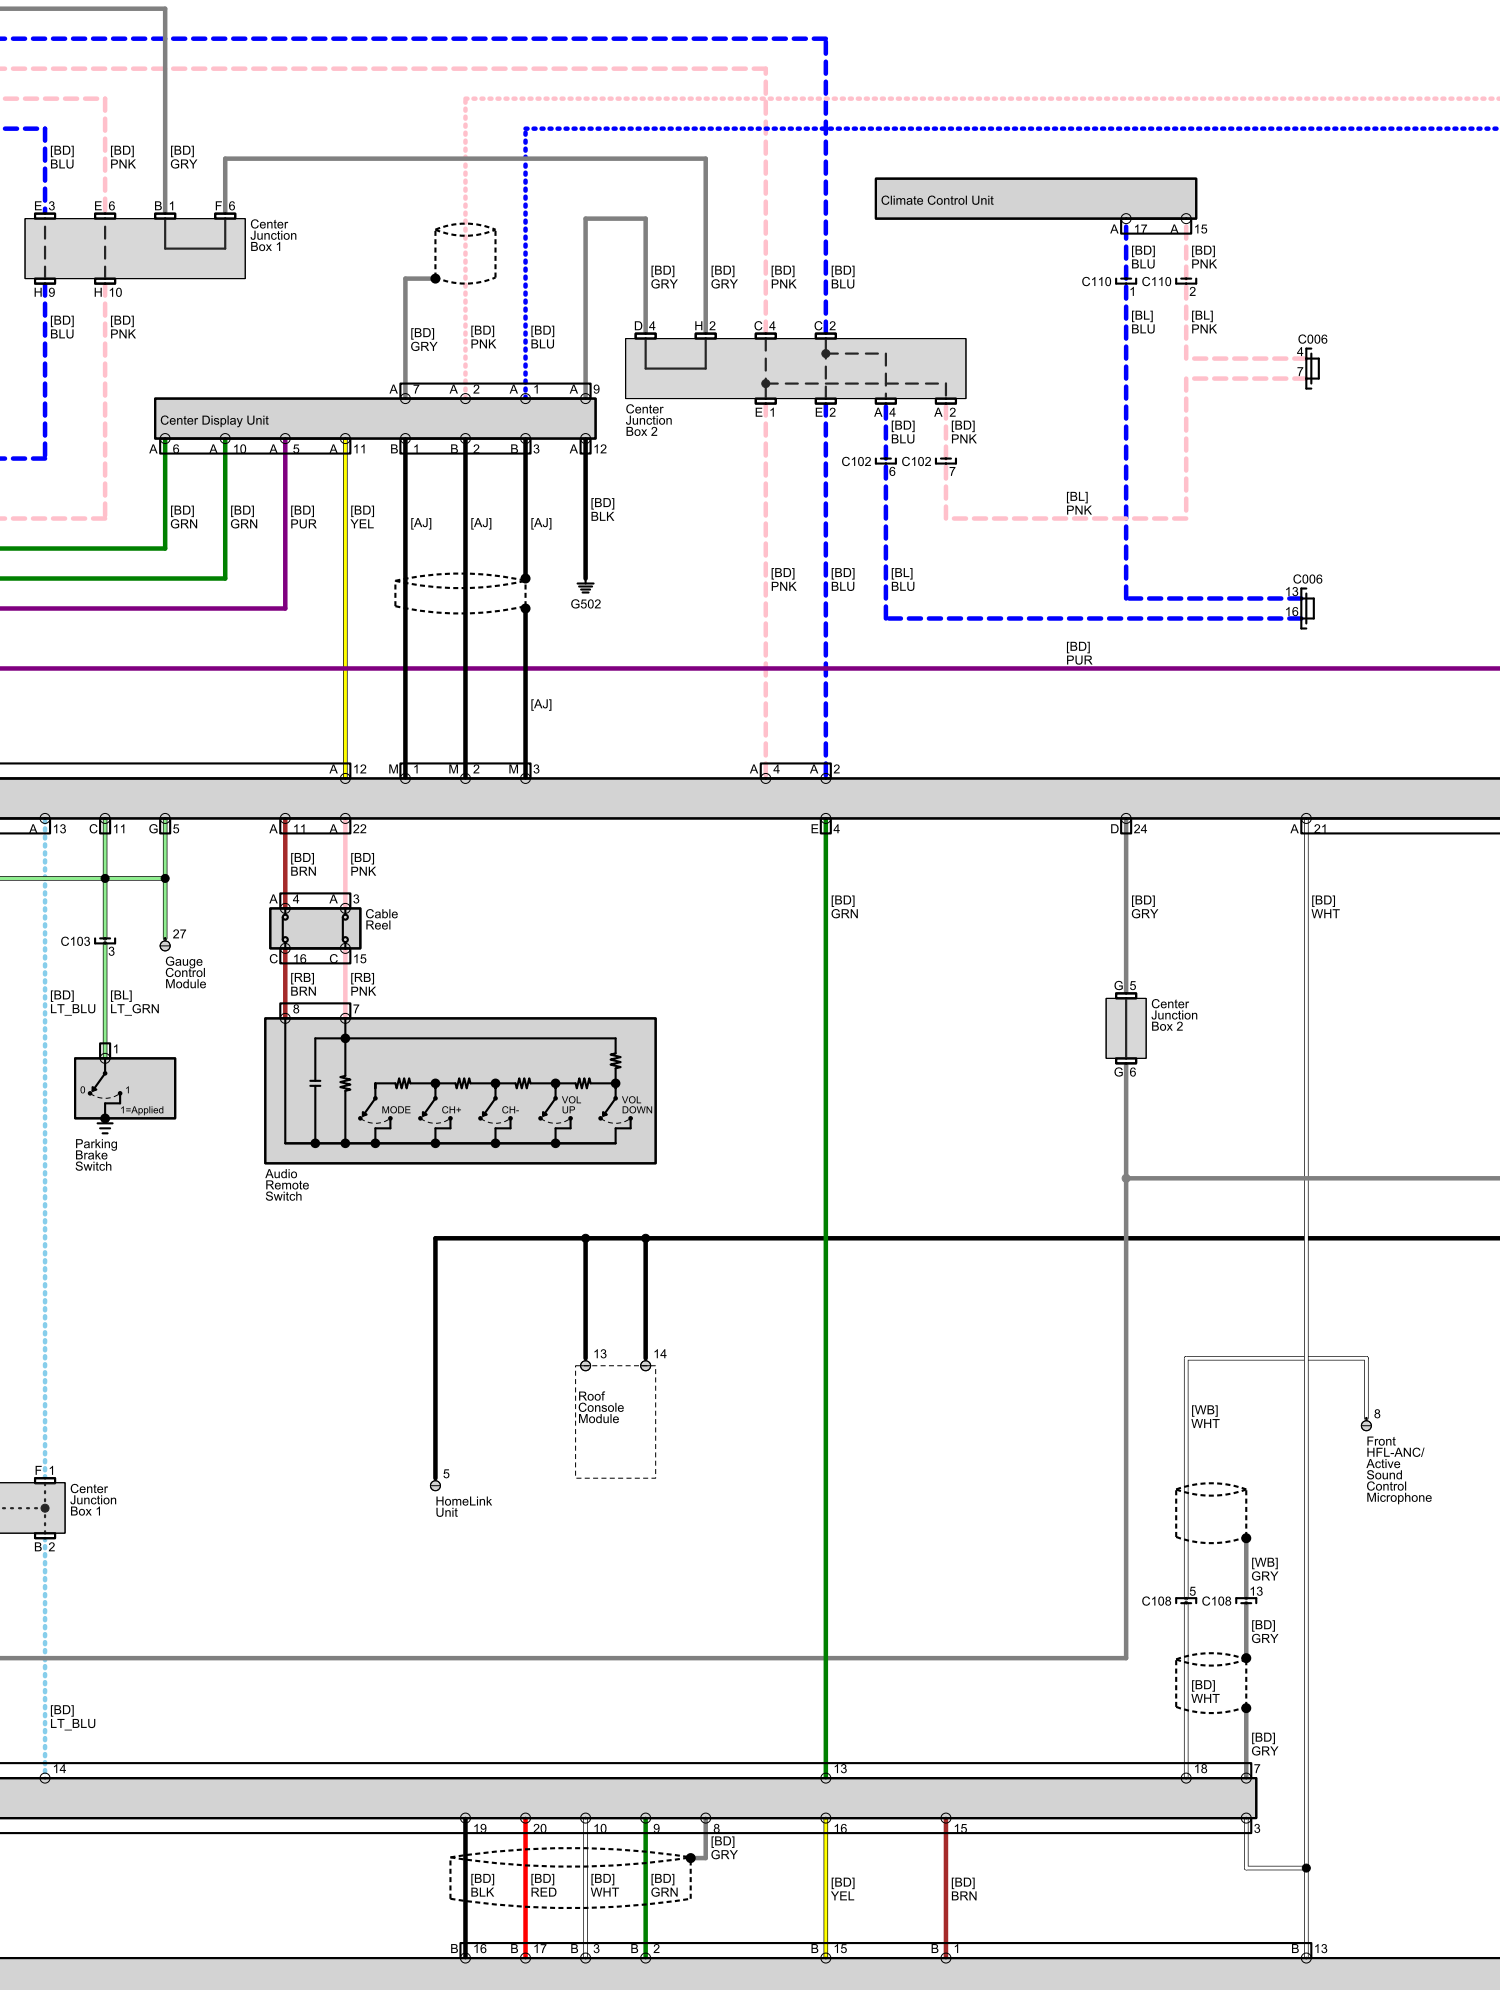 [BD]
BLU
[BD]
PNK
[BD]
GRY
E 3
E 6
B 1
F 6
Center
Junction
Box 1
H 9
H 10
[BD]
BLU
[BD]
PNK
[BD]
GRY
[BD]
PNK
[BD]
BLU
[BD]
GRY
[BD]
GRY
[BD]
PNK
[BD]
BLU
Climate Control Unit
A 17
A 15
[BD]
BLU
[BD]
PNK
C110
1
C110
2
[BL]
BLU
[BL]
PNK
C006
4
7
D 4
H 2
C 4
C 2
Center
Junction
Box 2
E 1
E 2
A 4
A 2
[BD]
BLU
[BD]
PNK
C102
6
C102
7
A 7
A 2
A 1
A 9
Center Display Unit
A 6
A 10
A 5
A 11
B 1
B 2
B 3
A 12
[BD]
GRN
[BD]
GRN
[BD]
PUR
[BD]
YEL
[AJ]
[AJ]
[AJ]
[BD]
BLK
[BL]
PNK
G502
[BD]
PNK
[BD]
BLU
[BL]
BLU
C006
13
16
[BD]
PUR
[AJ]
A 12
M 1
M 2
M 3
A 4
A 2
A 13
C 11
G 5
A 11
A 22
E 4
D 24
A 21
[BD]
BRN
[BD]
PNK
A 4
A 3
Cable
Reel
C 16
C 15
[RB]
BRN
[RB]
PNK
8
7
[BD]
GRN
[BD]
GRY
[BD]
WHT
C103
3
27
Gauge
Control
Module
[BD]
LT_BLU
[BL]
LT_GRN
1
0
1
1=Applied
Parking
Brake
Switch
MODE
CH+
CH-
VOL
UP
VOL
DOWN
Audio
Remote
Switch
G 5
Center
Junction
Box 2
G 6
13
14
Roof
Console
Module
5
HomeLink
Unit
[WB]
WHT
8
Front
HFL-ANC/
Active
Sound
Control
Microphone
F 1
Center
Junction
Box 1
B 2
[WB]
GRY
C108
5
C108
13
[BD]
GRY
[BD]
WHT
[BD]
GRY
[BD]
LT_BLU
14
13
18
7
19
20
10
9
8
16
15
3
[BD]
GRY
[BD]
BLK
[BD]
RED
[BD]
WHT
[BD]
GRN
[BD]
YEL
[BD]
BRN
B 16
B 17
B 3
B 2
B 15
B 1
B 13